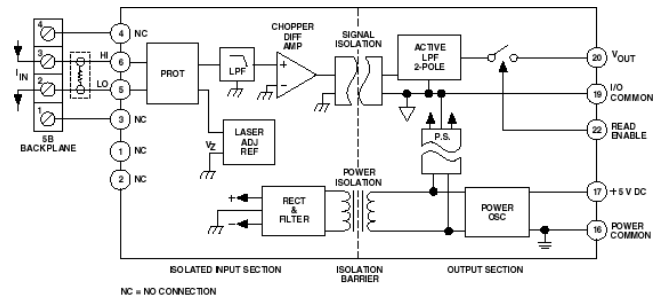 4
3
2
1
I IN
5B
BACKPLANE
4 NC
6 HI
5 LO
3 NC
1 NC
2 NC
PROT
LPF
CHOPPER
DIFF
AMP
+
−
VZ
LASER
ADJ
REF
SIGNAL
ISOLATION
ACTIVE
LPF
2-POLE
P.S.
POWER
ISOLATION
+
−
RECT
&
FILTER
POWER
OSC
20 VOUT
19 I/O
COMMON
22 READ
ENABLE
17 +5V DC
16 POWER
COMMON
ISOLATED INPUT SECTION
ISOLATION
BARRIER
OUTPUT SECTION
NC = NO CONNECTION